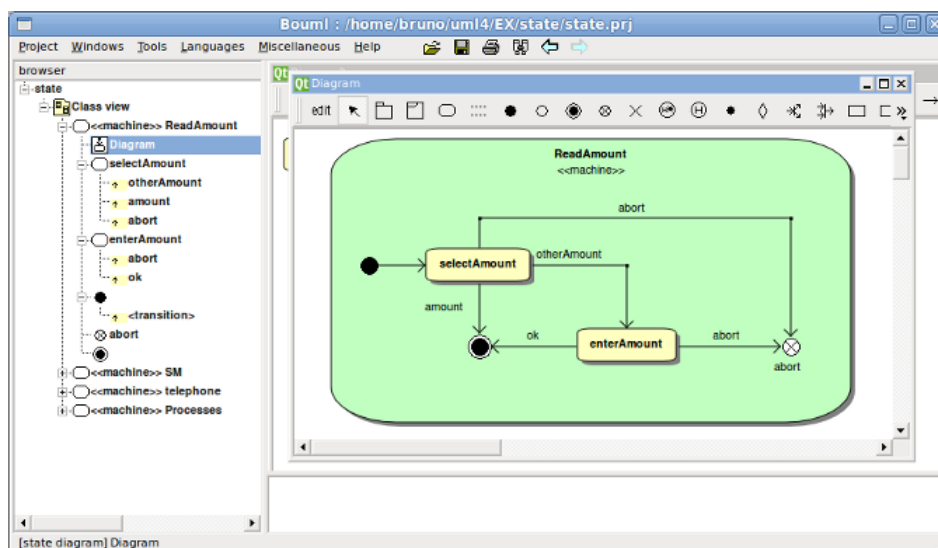 Bouml : /home/bruno/uml4/EX/state/state.prj
Project Windows Tools Languages Miscellaneous Help
browser
state
Class view
<<machine>> ReadAmount
Diagram
selectAmount
otherAmount
amount
abort
enterAmount
abort
ok
<transition>
abort
<<machine>> SM
<<machine>> telephone
<<machine>> Processes
Qt
Qt Diagram
edit
ReadAmount
<<machine>>
abort
selectAmount
otherAmount
amount
ok
enterAmount
abort
abort
[state diagram] Diagram